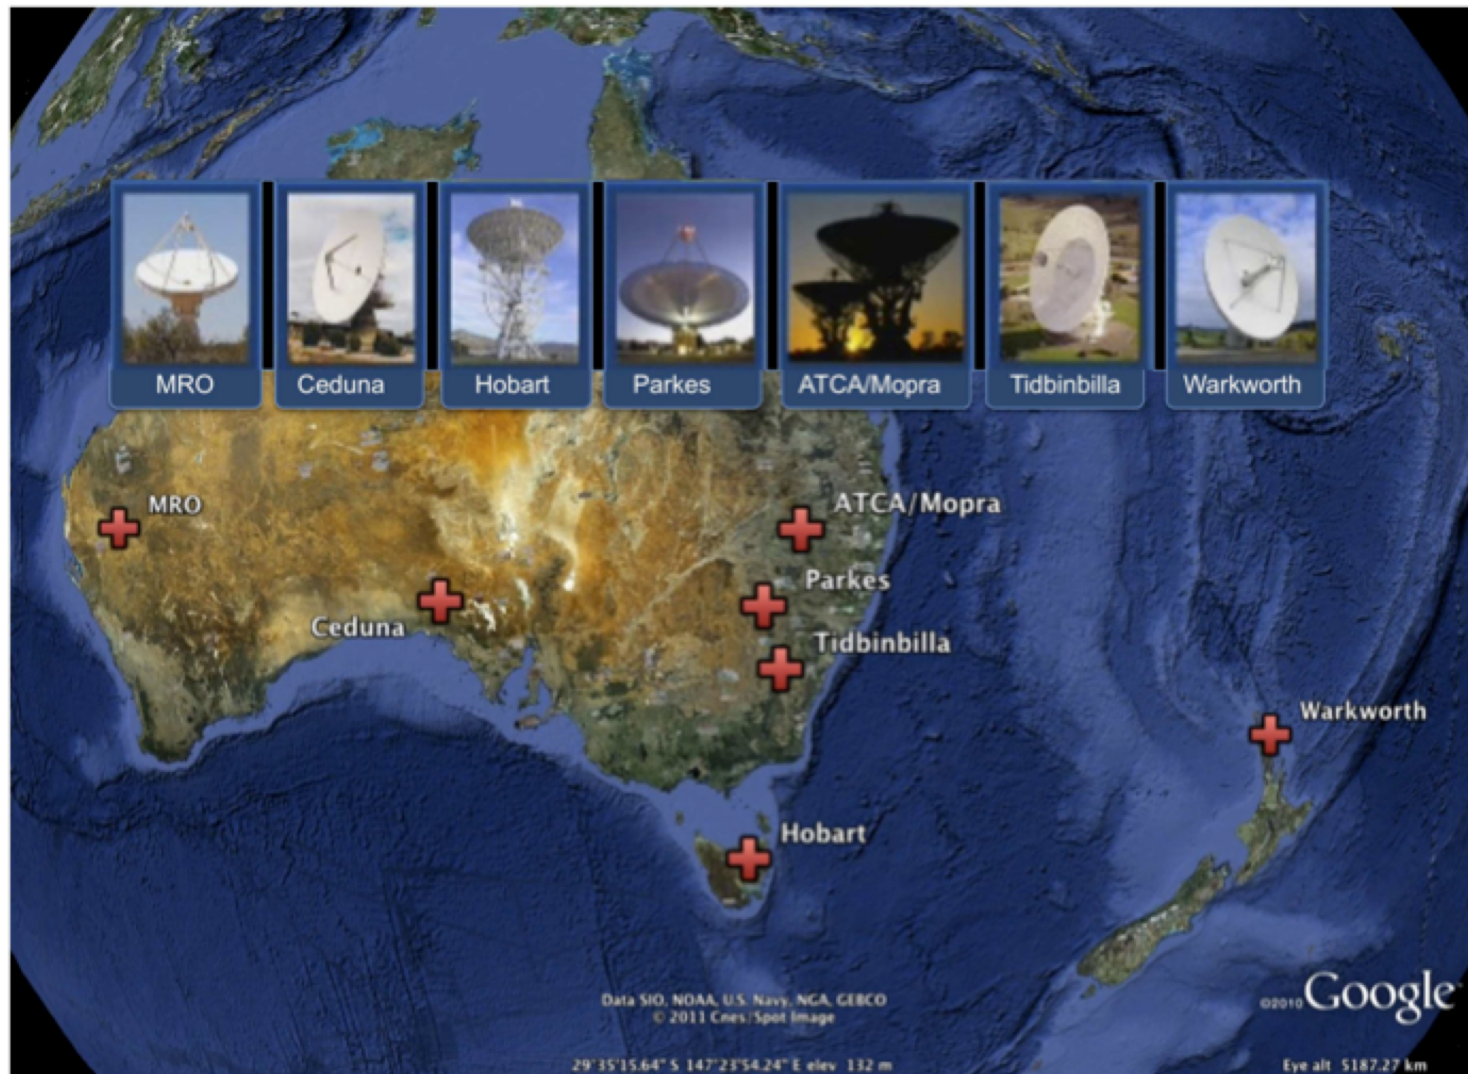 MRO
Ceduna
Hobart
Parkes
ATCA/Mopra
Tidbinbilla
Warkworth
MRO
ATCA/Mopra
Parkes
Ceduna
Tidbinbilla
Warkworth
Hobart
Data SIO, NOAA, U.S. Navy, NGA, GEBCO
© 2011 Cnes/Spot Image
©2010 Google
29°35'15.64" S 147°23'54.24" E elev 132 m
Eye alt 5187.27 km